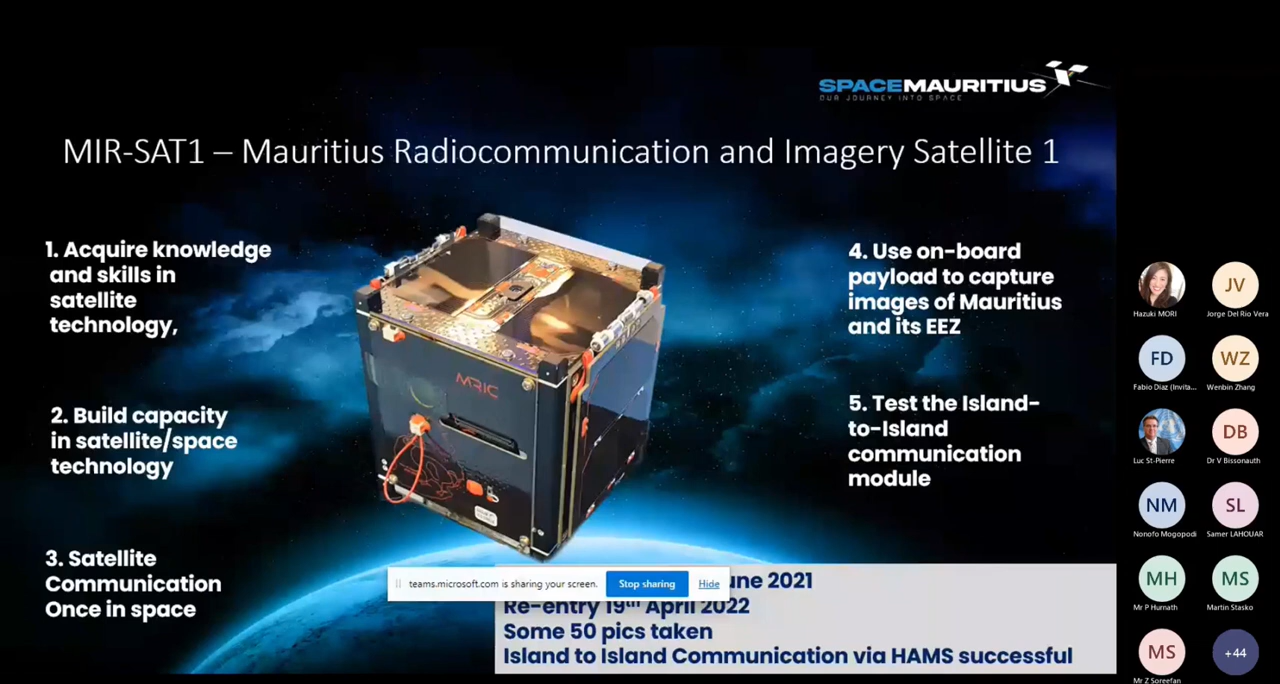 SPACEMAURITIUS
OUR JOURNEY INTO SPACE
MIR-SAT1 – Mauritius Radiocommunication and Imagery Satellite 1
1. Acquire knowledge
and skills in
satellite
technology,
2. Build capacity
in satellite/space
technology
3. Satellite
Communication
Once in space
MRIC
4. Use on-board
payload to capture
images of Mauritius
and its EEZ
5. Test the Island-
to-Island
communication
module
teams.microsoft.com is sharing your screen.
Stop sharing
Hide
une 2021
Re-entry 19th April 2022
Some 50 pics taken
Island to Island Communication via HAMS successful
Hazuki MORI
JV
Jorge Del Rio Vera
FD
Fabio Diaz (Invita...
WZ
Wenbin Zhang
Luc St-Pierre
DB
Dr V Bissonauth
NM
Nonofo Mogopodi
SL
Samer LAHOUAR
MH
Mr P Hurnath
MS
Martin Stasko
MS
Mr Z Soreefan
+44